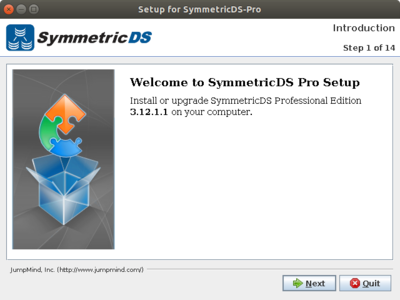 Setup for SymmetricDS-Pro
SymmetricDS
Introduction
Step 1 of 14
Welcome to SymmetricDS Pro Setup
Install or upgrade SymmetricDS Professional Edition
3.12.1.1 on your computer.
JumpMind, Inc. (http://www.jumpmind.com/)
Next
Quit